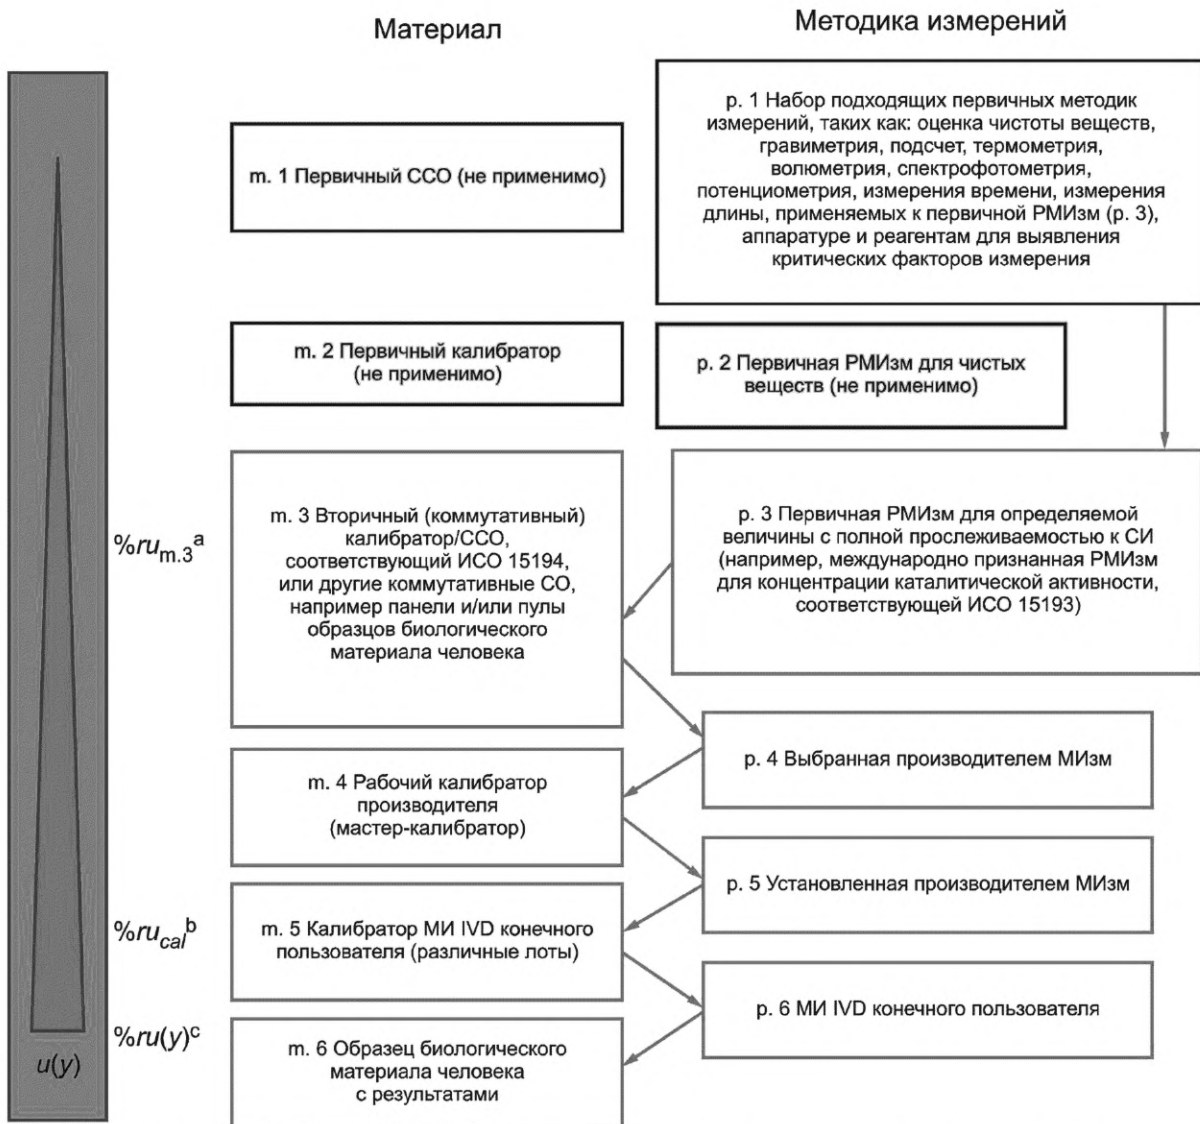 Материал
Методика измерений
р. 1 Набор подходящих первичных методик
измерений, таких как: оценка чистоты веществ,
гравиметрия, подсчет, термометрия,
волюметрия, спектрофотометрия,
потенциометрия, измерения времени, измерения
длины, применяемых к первичной РМИзм (р. 3),
аппаратуре и реагентам для выявления
критических факторов измерения
m. 1 Первичный ССО (не применимо)
m. 2 Первичный калибратор
(не применимо)
р. 2 Первичная РМИзм для чистых
веществ (не применимо)
%ru_m.3^a
m. 3 Вторичный (коммутативный)
калибратор/ССО,
соответствующий ИСО 15194,
или другие коммутативные СО,
например панели и/или пулы
образцов биологического
материала человека
р. 3 Первичная РМИзм для определяемой
величины с полной прослеживаемостью к СИ
(например, международно признанная РМИзм
для концентрации каталитической активности,
соответствующей ИСО 15193)
р. 4 Выбранная производителем МИзм
m. 4 Рабочий калибратор
производителя
(мастер-калибратор)
р. 5 Установленная производителем МИзм
%ru_cal^b
m. 5 Калибратор МИ IVD конечного
пользователя (различные лоты)
р. 6 МИ IVD конечного пользователя
%ru(y)^c
m. 6 Образец биологического
материала человека
с результатами
u(y)